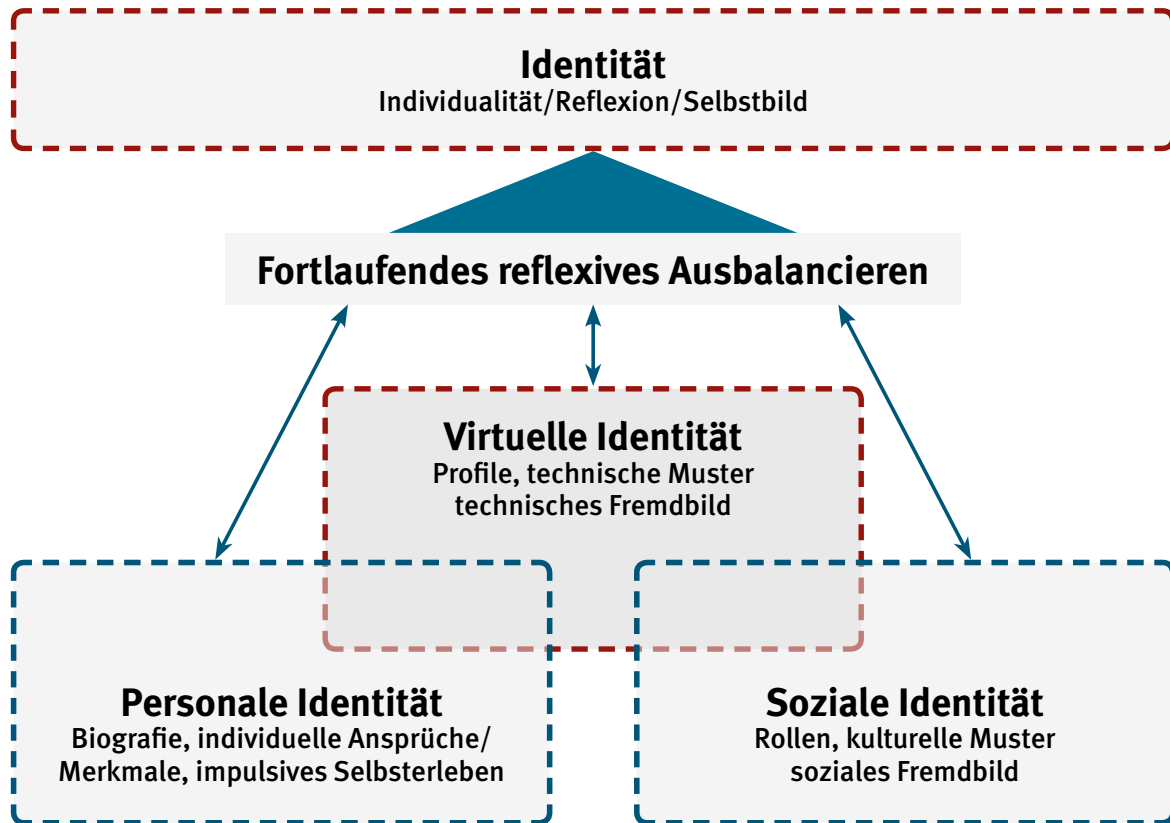 Identität
Individualität/Reflexion/Selbstbild
Fortlaufendes reflexives Ausbalancieren
Virtuelle Identität
Profile, technische Muster
technisches Fremdbild
Personale Identität
Biografie, individuelle Ansprüche/
Merkmale, impulsives Selbsterleben
Soziale Identität
Rollen, kulturelle Muster
soziales Fremdbild